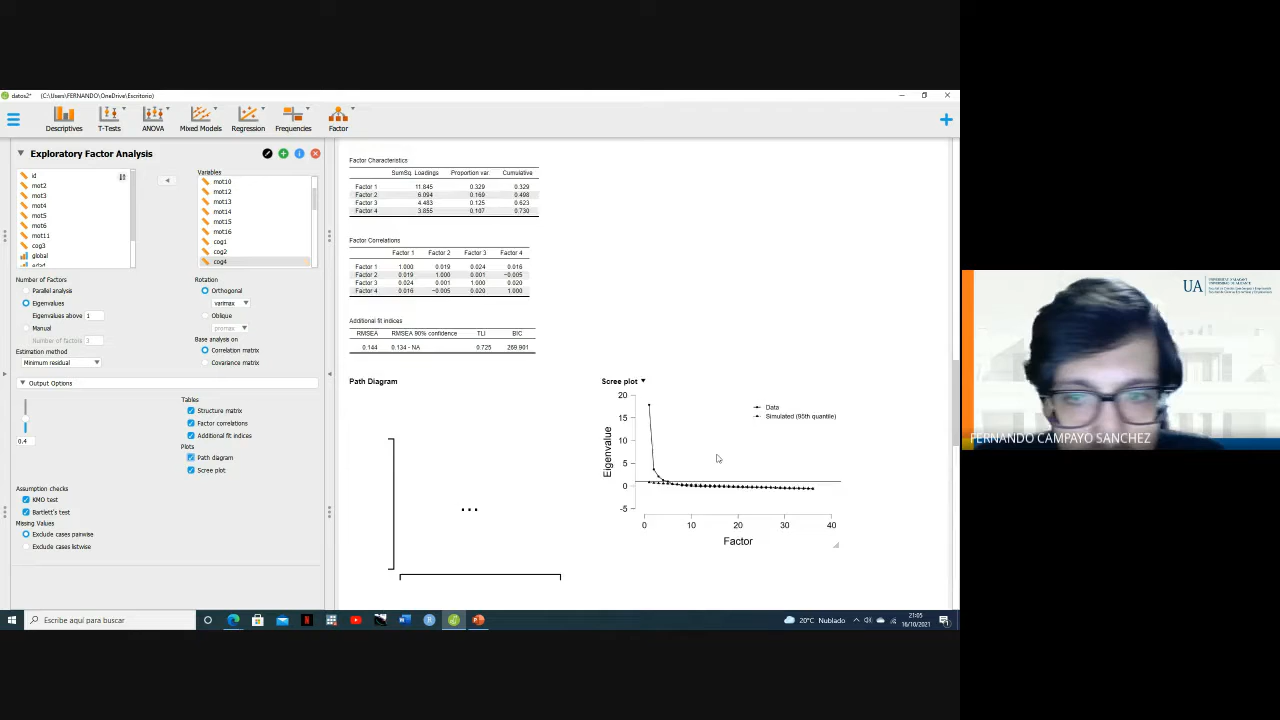 datos2* (C:\Users\FERNANDO\OneDrive\Escritorio)
Descriptives T-Tests ANOVA Mixed Models Regression Frequencies Factor
Exploratory Factor Analysis
Variables
id
mot2
mot3
mot4
mot5
mot6
mot11
cog3
global
edad
mot10
mot12
mot13
mot14
mot15
mot16
cog1
cog2
cog4
Number of Factors
Parallel analysis
Eigenvalues
Eigenvalues above 1
Manual
Number of factors 3
Estimation method
Minimum residual
Rotation
Orthogonal
varimax
Oblique
promax
Base analysis on
Correlation matrix
Covariance matrix
Output Options
0.4
Tables
Structure matrix
Factor correlations
Additional fit indices
Plots
Path diagram
Scree plot
Assumption checks
KMO test
Bartlett's test
Missing Values
Exclude cases pairwise
Exclude cases listwise
Factor Characteristics
SumSq. Loadings Proportion var. Cumulative
Factor 1 11.845 0.329 0.329
Factor 2 6.094 0.169 0.498
Factor 3 4.483 0.125 0.623
Factor 4 3.855 0.107 0.730
Factor Correlations
Factor 1 Factor 2 Factor 3 Factor 4
Factor 1 1.000 0.019 0.024 0.016
Factor 2 0.019 1.000 0.001 −0.005
Factor 3 0.024 0.001 1.000 0.020
Factor 4 0.016 −0.005 0.020 1.000
Additional fit indices
RMSEA RMSEA 90% confidence TLI BIC
0.144 0.134 - NA 0.725 269.901
Path Diagram
...
Scree plot
Eigenvalue
20
15
10
5
0
-5
Data
Simulated (95th quantile)
0 10 20 30 40
Factor
Escribe aquí para buscar
20°C Nublado
21:05
16/10/2021
UA
FERNANDO CAMPAYO SANCHEZ